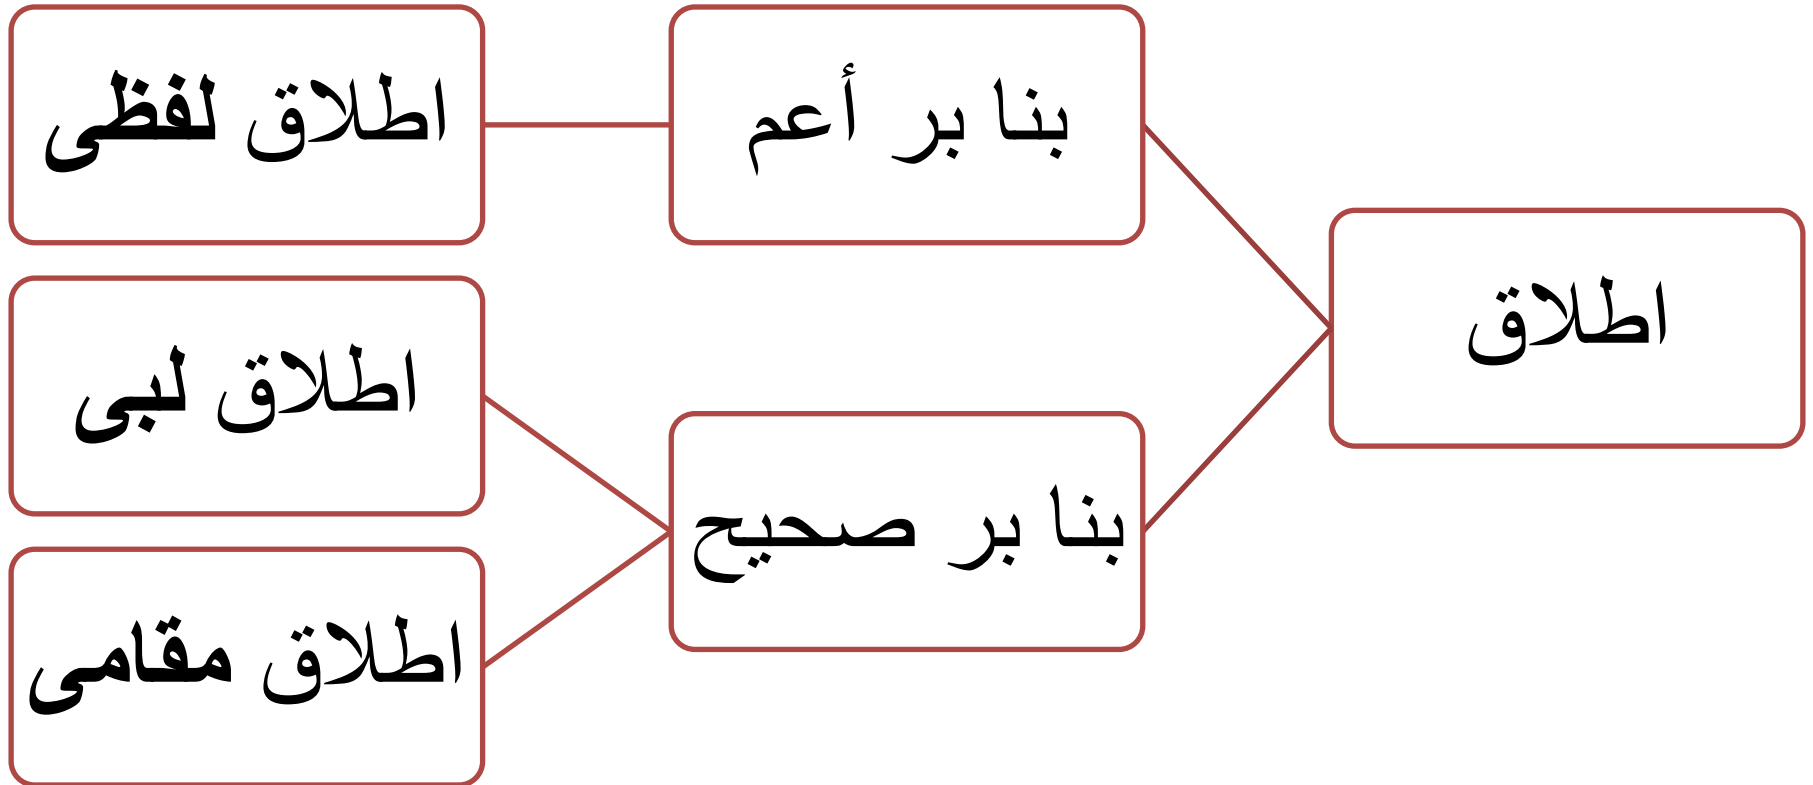 اطلاق
بنا بر أعم
اطلاق لفظی
بنا بر صحیح
اطلاق لبی
اطلاق مقامی